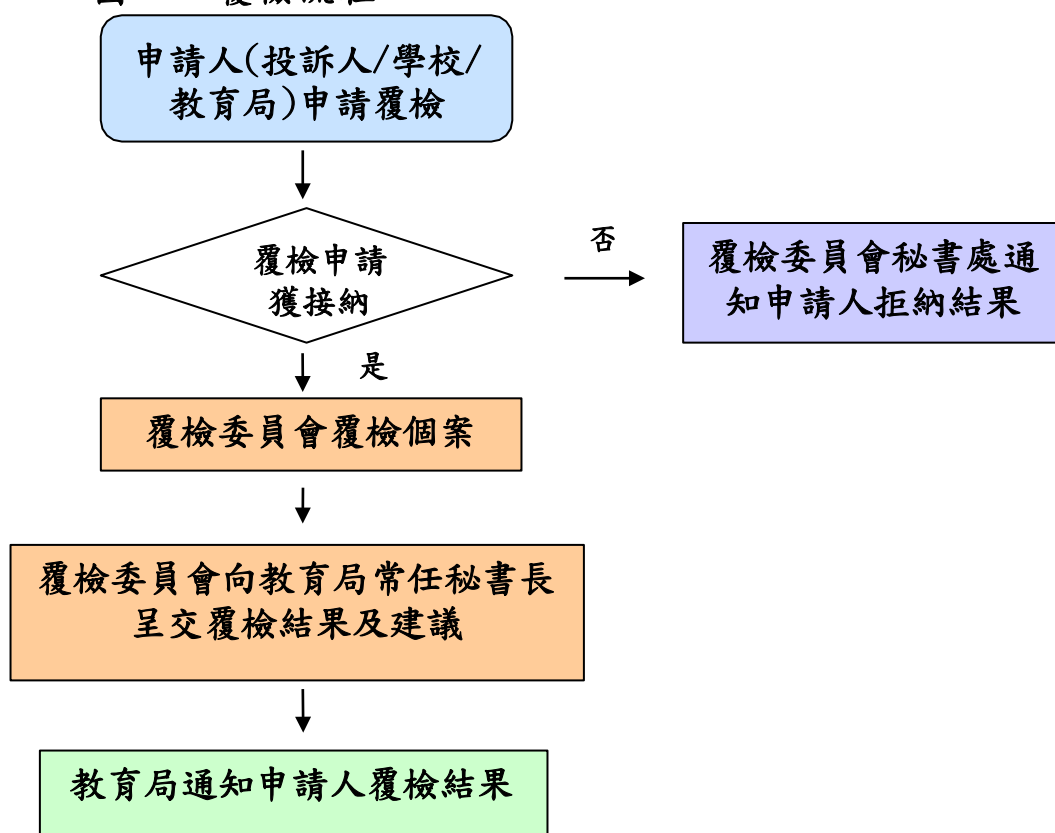 申請人(投訴人/學校/
教育局)申請覆檢
覆檢申請
獲接納
否
覆檢委員會秘書處通
知申請人拒納結果
是
覆檢委員會覆檢個案
覆檢委員會向教育局常任秘書長
呈交覆檢結果及建議
教育局通知申請人覆檢結果